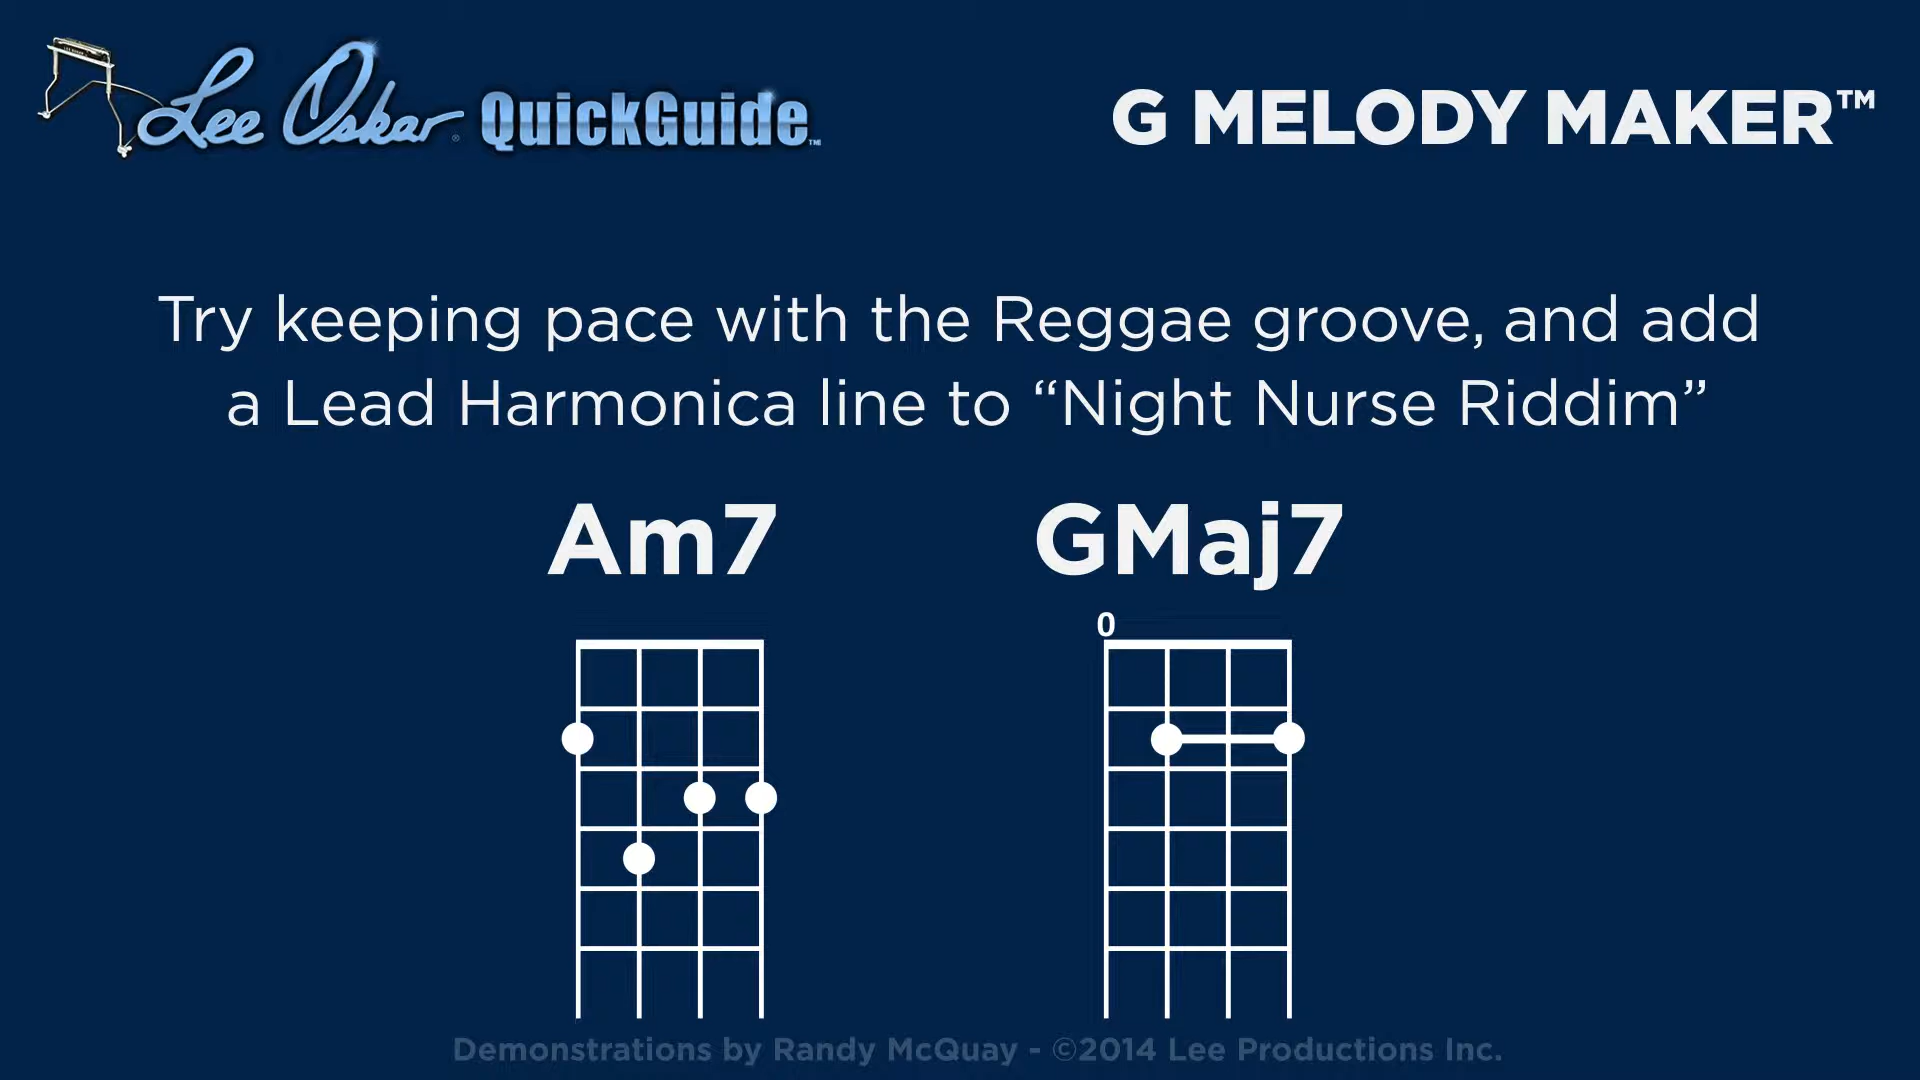 Lee Oskar® QuickGuide™
G MELODY MAKER™
Try keeping pace with the Reggae groove, and add
a Lead Harmonica line to “Night Nurse Riddim”
Am7 GMaj7
0
Demonstrations by Randy McQuay - ©2014 Lee Productions Inc.